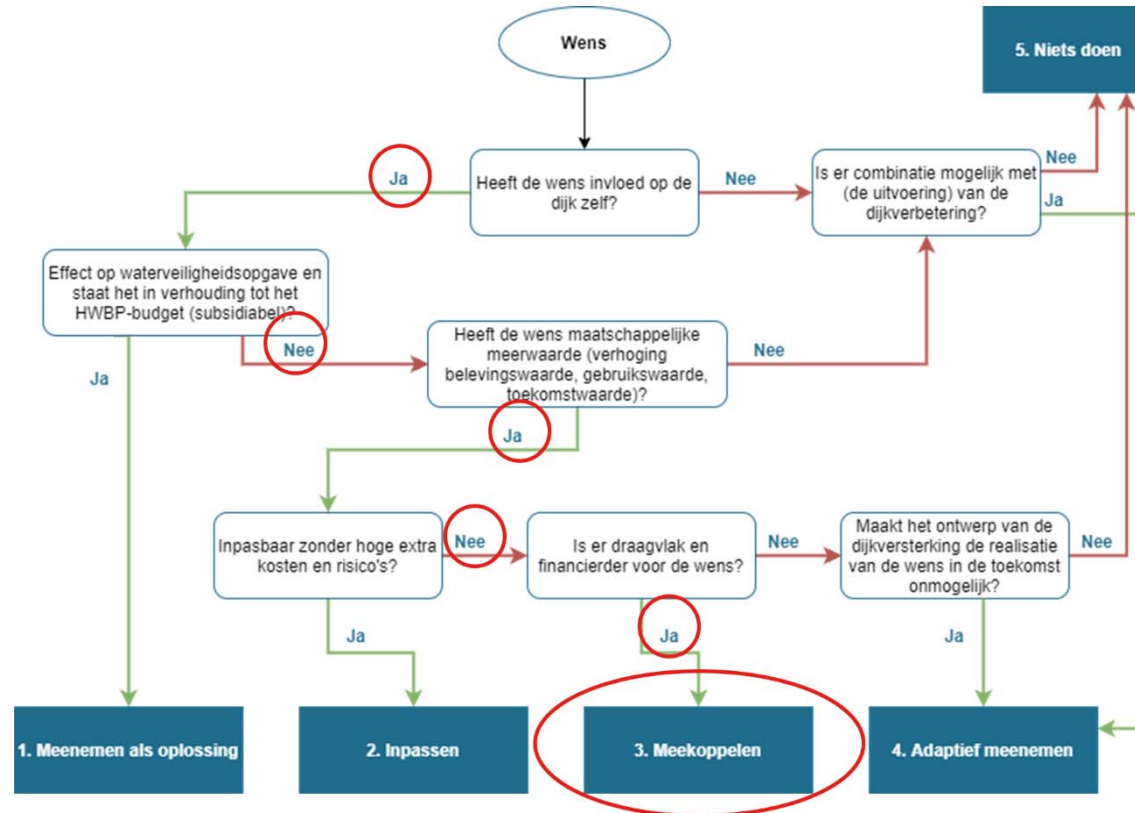 Wens
5. Niets doen
Ja
Heeft de wens invloed op de
dijk zelf?
Nee
Is er combinatie mogelijk met
(de uitvoering) van de
dijkverbetering?
Nee
Ja
Effect op waterveiligheidsopgave en
staat het in verhouding tot het
HWBP-budget (subsidiabel)?
Nee
Ja
Heeft de wens maatschappelijke
meerwaarde (verhoging
belevingswaarde, gebruikswaarde,
toekomstwaarde)?
Nee
Ja
Inpasbaar zonder hoge extra
kosten en risico's?
Nee
Is er draagvlak en
financierder voor de wens?
Nee
Maakt het ontwerp van de
dijkversterking de realisatie
van de wens in de toekomst
onmogelijk?
Nee
Ja
Ja
Ja
1. Meenemen als oplossing
2. Inpassen
3. Meekoppelen
4. Adaptief meenemen